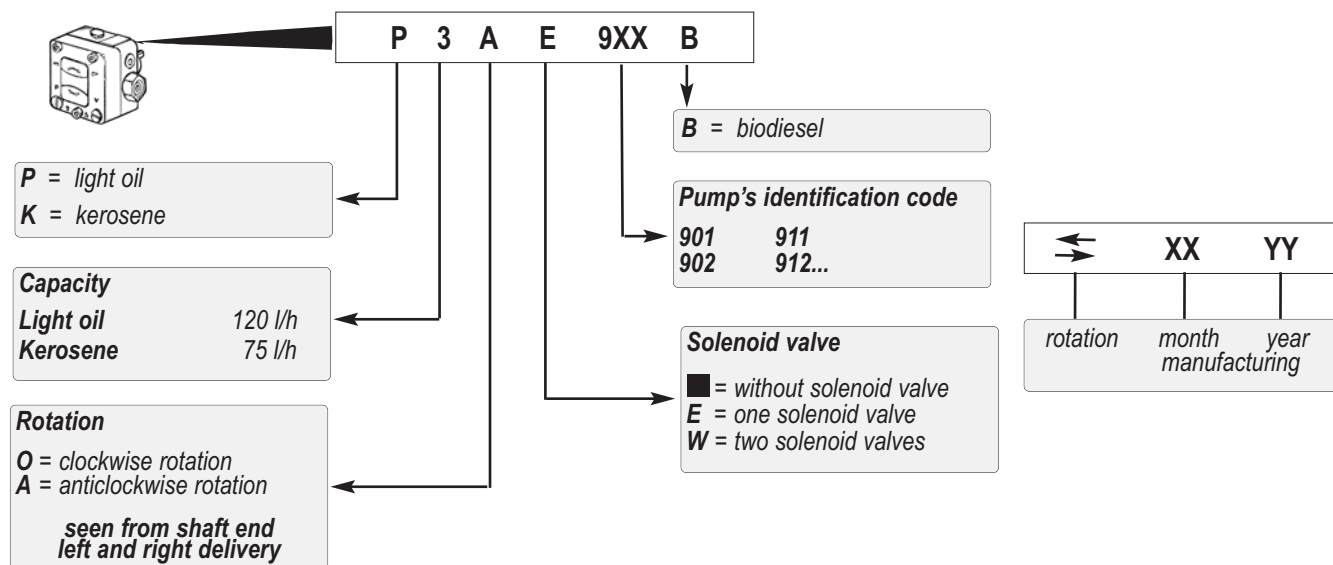 P 3 A E 9XX B
B = biodiesel
P = light oil
K = kerosene
Pump's identification code
901 911
902 912...
XX YY
rotation month year
manufacturing
Capacity
Light oil 120 l/h
Kerosene 75 l/h
Solenoid valve
= without solenoid valve
E = one solenoid valve
W = two solenoid valves
Rotation
O = clockwise rotation
A = anticlockwise rotation
seen from shaft end
left and right delivery